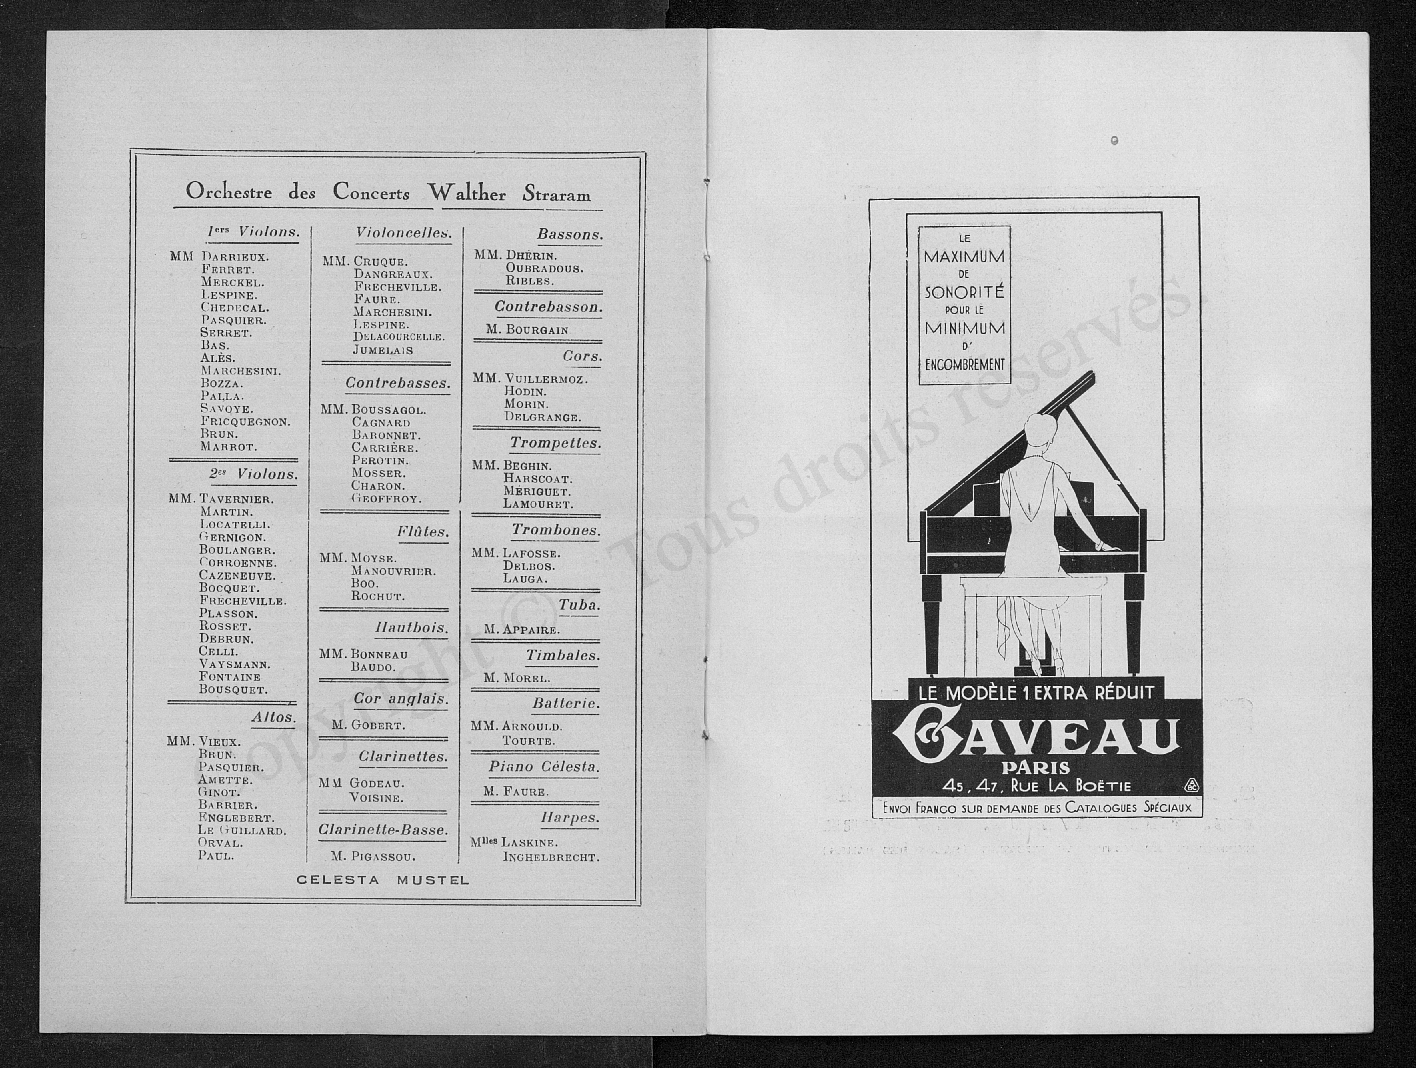 Orchestre des Concerts Walther Straram
1ers Violons.
MM DARRIEUX.
FERRET.
MERCKEL.
LESPINE.
CHEDECAL.
PASQUIER.
SERRET.
BAS.
ALÈS.
MARCHESINI.
BOZZA.
PALLA.
SAVOYE.
FRICQUEGNON.
BRUN.
MARROT.
2es Violons.
MM. TAVERNIER.
MARTIN.
LOCATELLI.
GERNIGON.
BOULANGER.
CORROENNE.
CAZENEUVE.
BOCQUET.
FRECHEVILLE.
PLASSON.
ROSSET.
DEBRUN.
CELLI.
VAYSMANN.
FONTAINE
BOUSQUET.
Altos.
MM. VIEUX.
BRUN.
PASQUIER.
AMETTE.
GINOT.
BARRIER.
ENGLEBERT.
LE GUILLARD.
ORVAL.
PAUL.
Violoncelles.
MM. CRUQUE.
DANGREAUX.
FRECHEVILLE.
FAURE.
MARCHESINI.
LESPINE.
DELACOURCELLE.
JUMELAIS
Contrebasses.
MM. BOUSSAGOL.
CAGNARD
BARONNET.
CARRIÈRE.
PEROTIN.
MOSSER.
CHARON.
GEOFFROY.
Flûtes.
MM. MOYSE.
MANOUVRIER.
BOO.
ROCHUT.
Hautbois.
MM. BONNEAU
BAUDO.
Cor anglais.
M. GOBERT.
Clarinettes.
MM GODEAU.
VOISINE.
Clarinette-Basse.
M. PIGASSOU.
Bassons.
MM. DHÉRIN.
OUBRADOUS.
RIBLES.
Contrebasson.
M. BOURGAIN
Cors.
MM. VUILLERMOZ.
HODIN.
MORIN.
DELGRANGE.
Trompettes.
MM. BEGHIN.
HARSCOAT.
MÉRIGUET.
LAMOURET.
Trombones.
MM. LAFOSSE.
DELBOS.
LAUGA.
Tuba.
M. APPAIRE.
Timbales.
M. MOREL.
Batterie.
MM. ARNOULD.
TOURTE.
Piano Célesta.
M. FAURE.
Harpes.
Mlles LASKINE.
INGHELBRECHT.
CELESTA MUSTEL
LE
MAXIMUM
DE
SONORITÉ
POUR LE
MINIMUM
D'
ENCOMBREMENT
LE MODÈLE 1 EXTRA RÉDUIT
GAVEAU
PARIS
45, 47, RUE LA BOËTIE
ENVOI FRANCO SUR DEMANDE DES CATALOGUES SPÉCIAUX
Copyright © Tous droits réservés